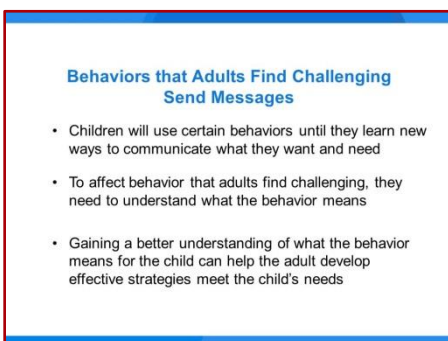 Behaviors that Adults Find Challenging
Send Messages
• Children will use certain behaviors until they learn new
ways to communicate what they want and need
• To affect behavior that adults find challenging, they
need to understand what the behavior means
• Gaining a better understanding of what the behavior
means for the child can help the adult develop
effective strategies meet the child's needs